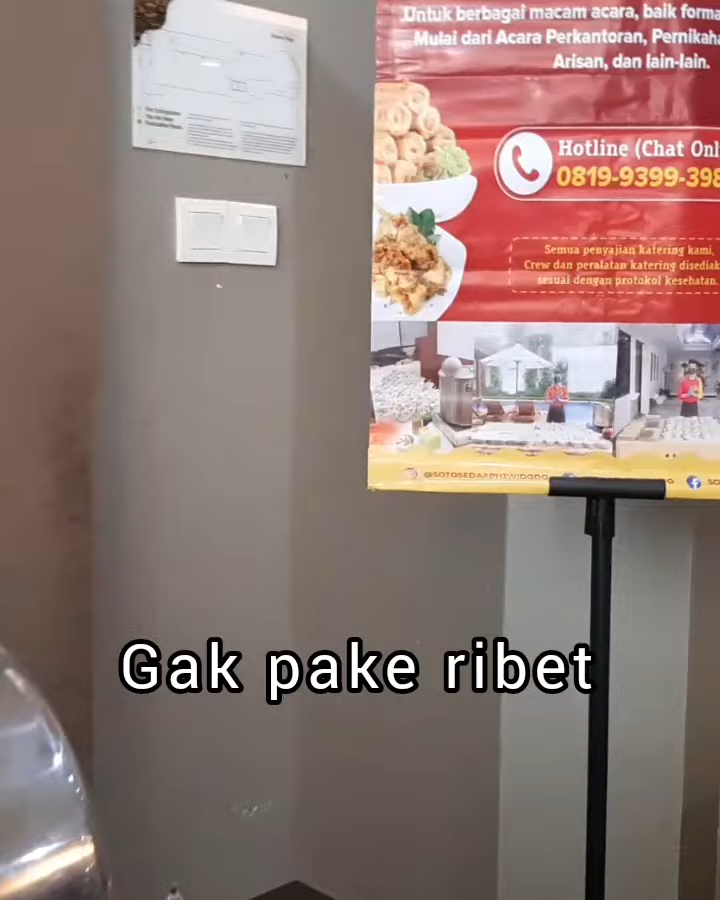 Untuk berbagai macam acara, baik forma
Mulai dari Acara Perkantoran, Pernikaha
Arisan, dan lain-lain.
Hotline (Chat Onl
0819-9399-398
Semua penyajian katering kami,
Crew dan peralatan katering disediak
sesuai dengan protokol kesehatan.
@SOTOSEDAAPHJWIDODO
Gak pake ribet